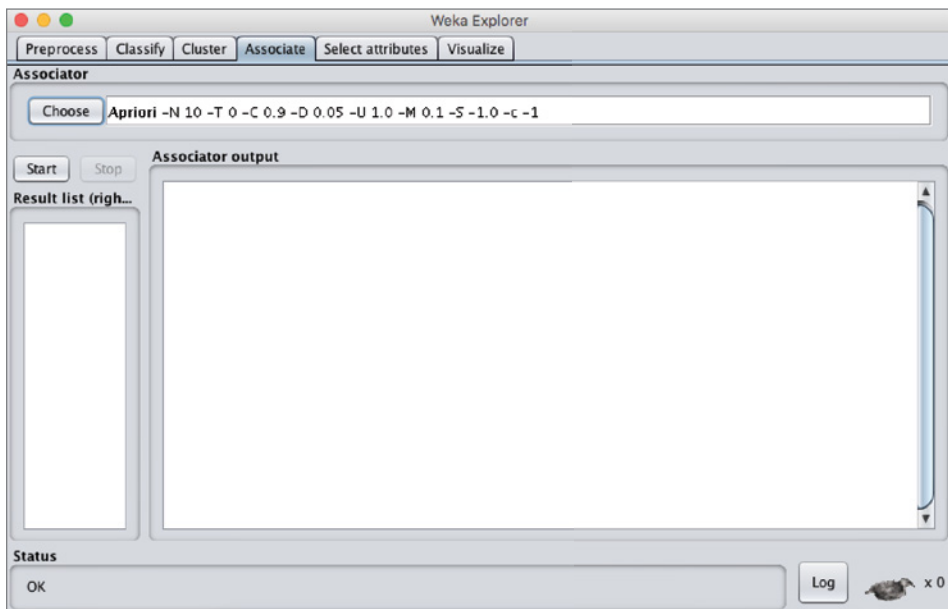 Weka Explorer
Preprocess Classify Cluster Associate Select attributes Visualize
Associator
Choose Apriori -N 10 -T 0 -C 0.9 -D 0.05 -U 1.0 -M 0.1 -S -1.0 -c -1
Start Stop
Associator output
Result list (righ...
Status
OK
Log
x 0